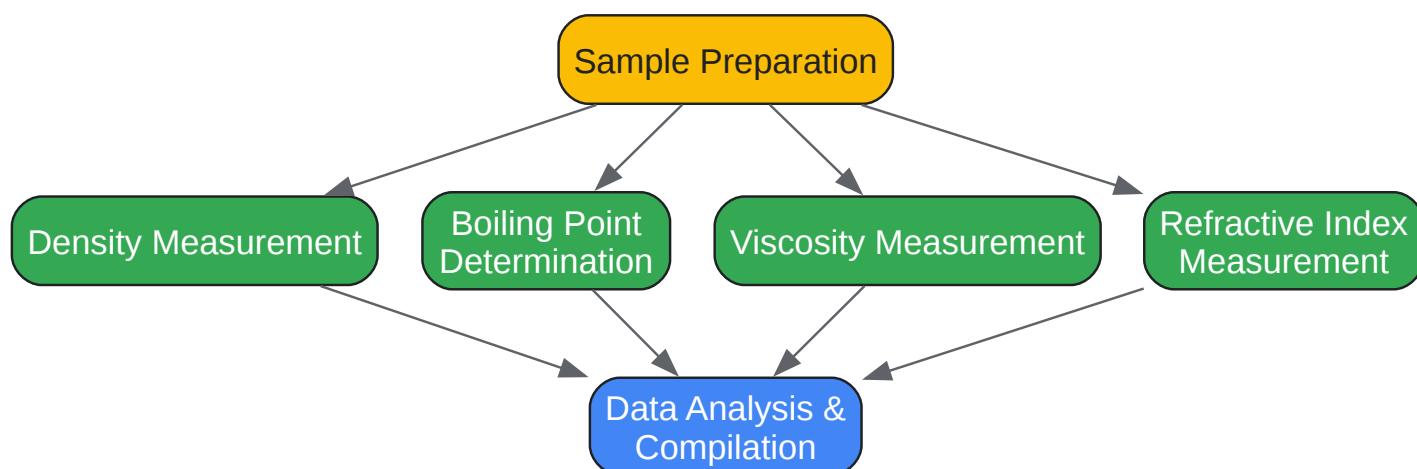 Sample Preparation
Density Measurement
Boiling Point
Determination
Viscosity Measurement
Refractive Index
Measurement
Data Analysis &
Compilation